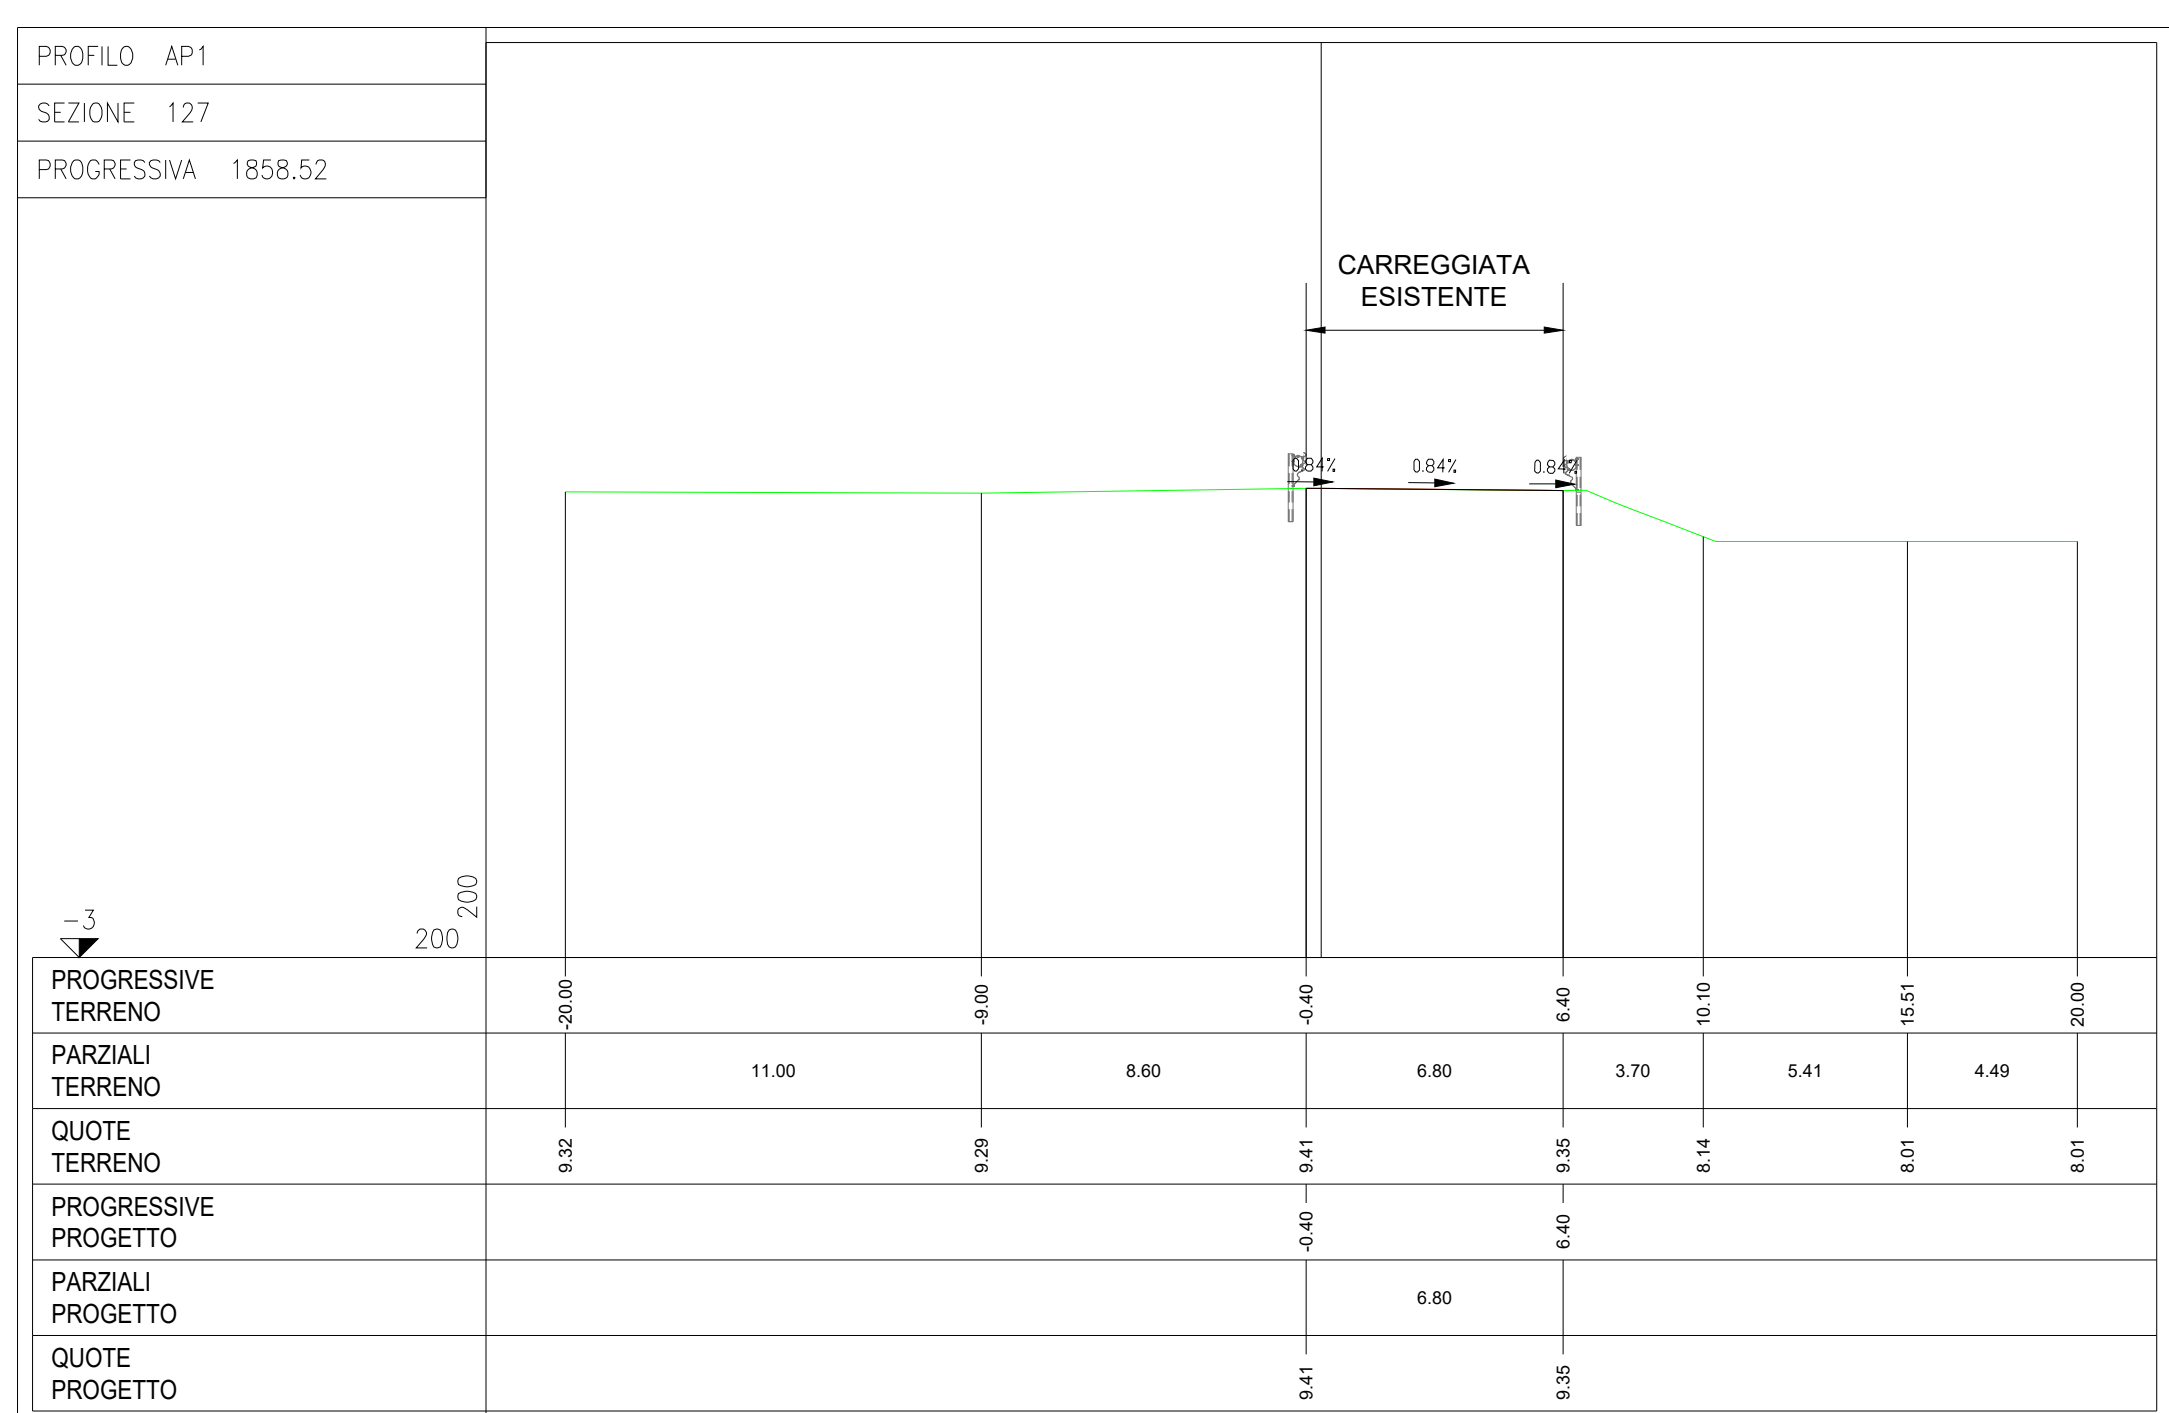 PROFILO AP1
SEZIONE 127
PROGRESSIVA 1858.52
CARREGGIATA
ESISTENTE
0.84% 0.84% 0.84%
200
-3
200
PROGRESSIVE
TERRENO
-20.00 -9.00 -0.40 6.40 10.10 15.51 20.00
PARZIALI
TERRENO
11.00 8.60 6.80 3.70 5.41 4.49
QUOTE
TERRENO
9.32 9.29 9.41 9.35 8.14 8.01 8.01
PROGRESSIVE
PROGETTO
-0.40 6.40
PARZIALI
PROGETTO
6.80
QUOTE
PROGETTO
9.41 9.35